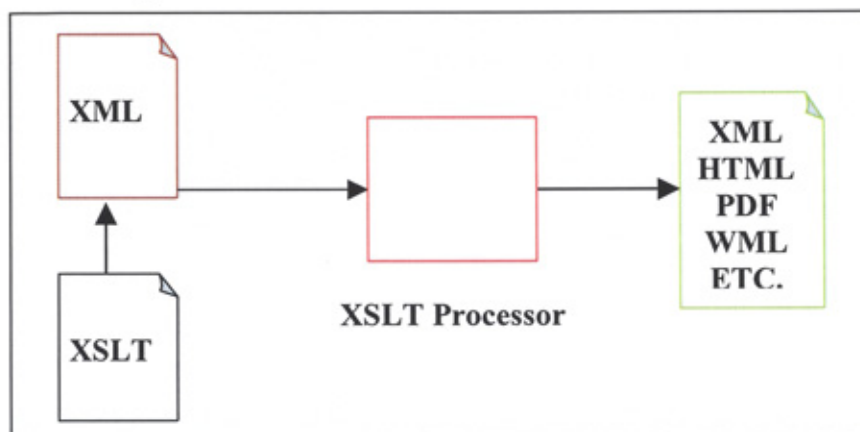 XML
XSLT
XSLT Processor
XML
HTML
PDF
WML
ETC.